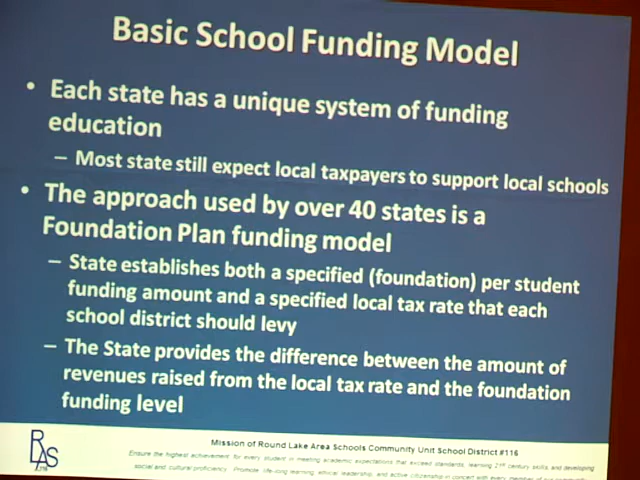 Basic School Funding Model
• Each state has a unique system of funding
education
– Most state still expect local taxpayers to support local schools
• The approach used by over 40 states is a
Foundation Plan funding model
– State establishes both a specified (foundation) per student
funding amount and a specified local tax rate that each
school district should levy
– The State provides the difference between the amount of
revenues raised from the local tax rate and the foundation
funding level
RAS
116
Mission of Round Lake Area Schools Community Unit School District #116
Ensure the highest achievement for every student in meeting academic expectations that exceed standards, learning 21st century skills, and developing
social and cultural proficiency. Promote life-long learning, ethical leadership, and active citizenship in concert with every member of our community.